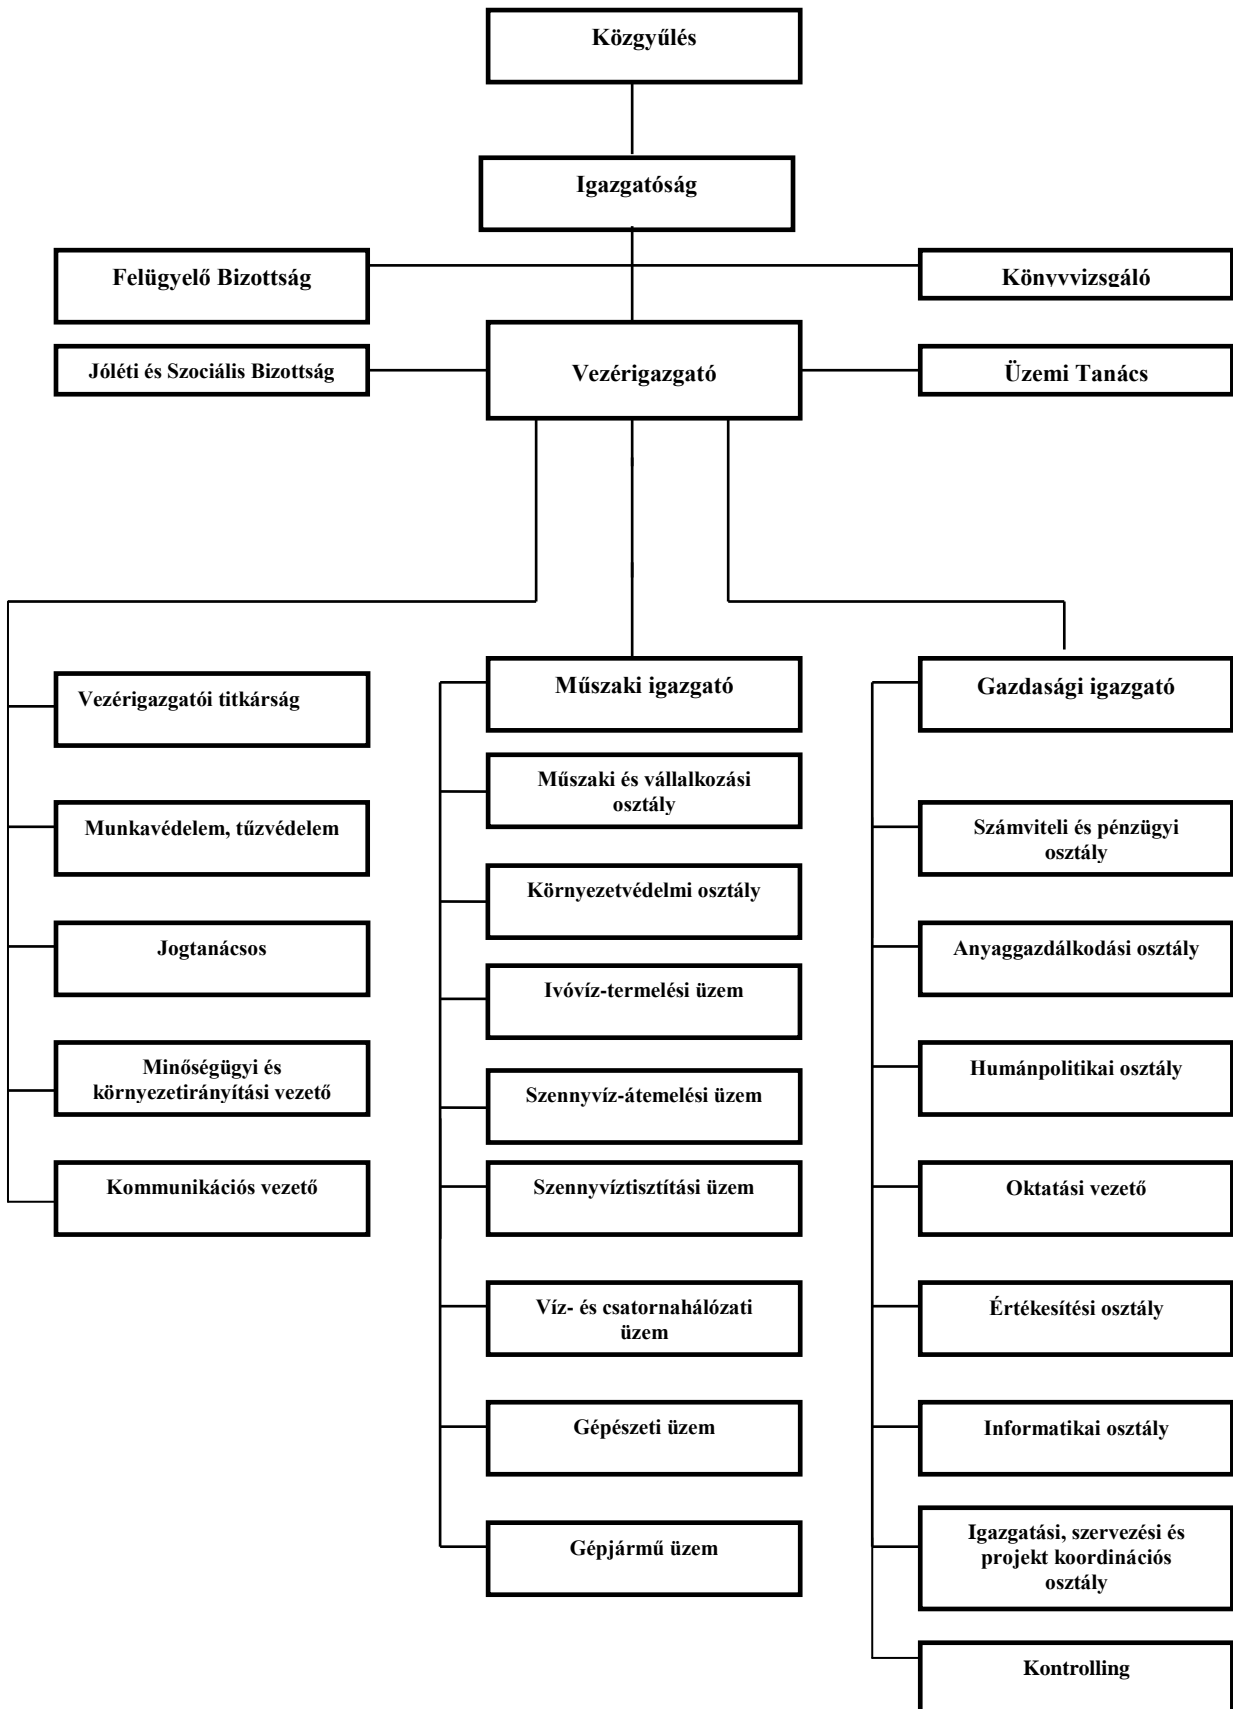 Közgyűlés
Igazgatóság
Felügyelő Bizottság
Könyvvizsgáló
Jóléti és Szociális Bizottság
Vezérigazgató
Üzemi Tanács
Vezérigazgatói titkárság
Munkavédelem, tűzvédelem
Jogtanácsos
Minőségügyi és
környezetirányítási vezető
Kommunikációs vezető
Műszaki igazgató
Műszaki és vállalkozási
osztály
Környezetvédelmi osztály
Ivóvíz-termelési üzem
Szennyvíz-átemelési üzem
Szennyvíztisztítási üzem
Víz- és csatornahálózati
üzem
Gépészeti üzem
Gépjármű üzem
Gazdasági igazgató
Számviteli és pénzügyi
osztály
Anyaggazdálkodási osztály
Humánpolitikai osztály
Oktatási vezető
Értékesítési osztály
Informatikai osztály
Igazgatási, szervezési és
projekt koordinációs
osztály
Kontrolling